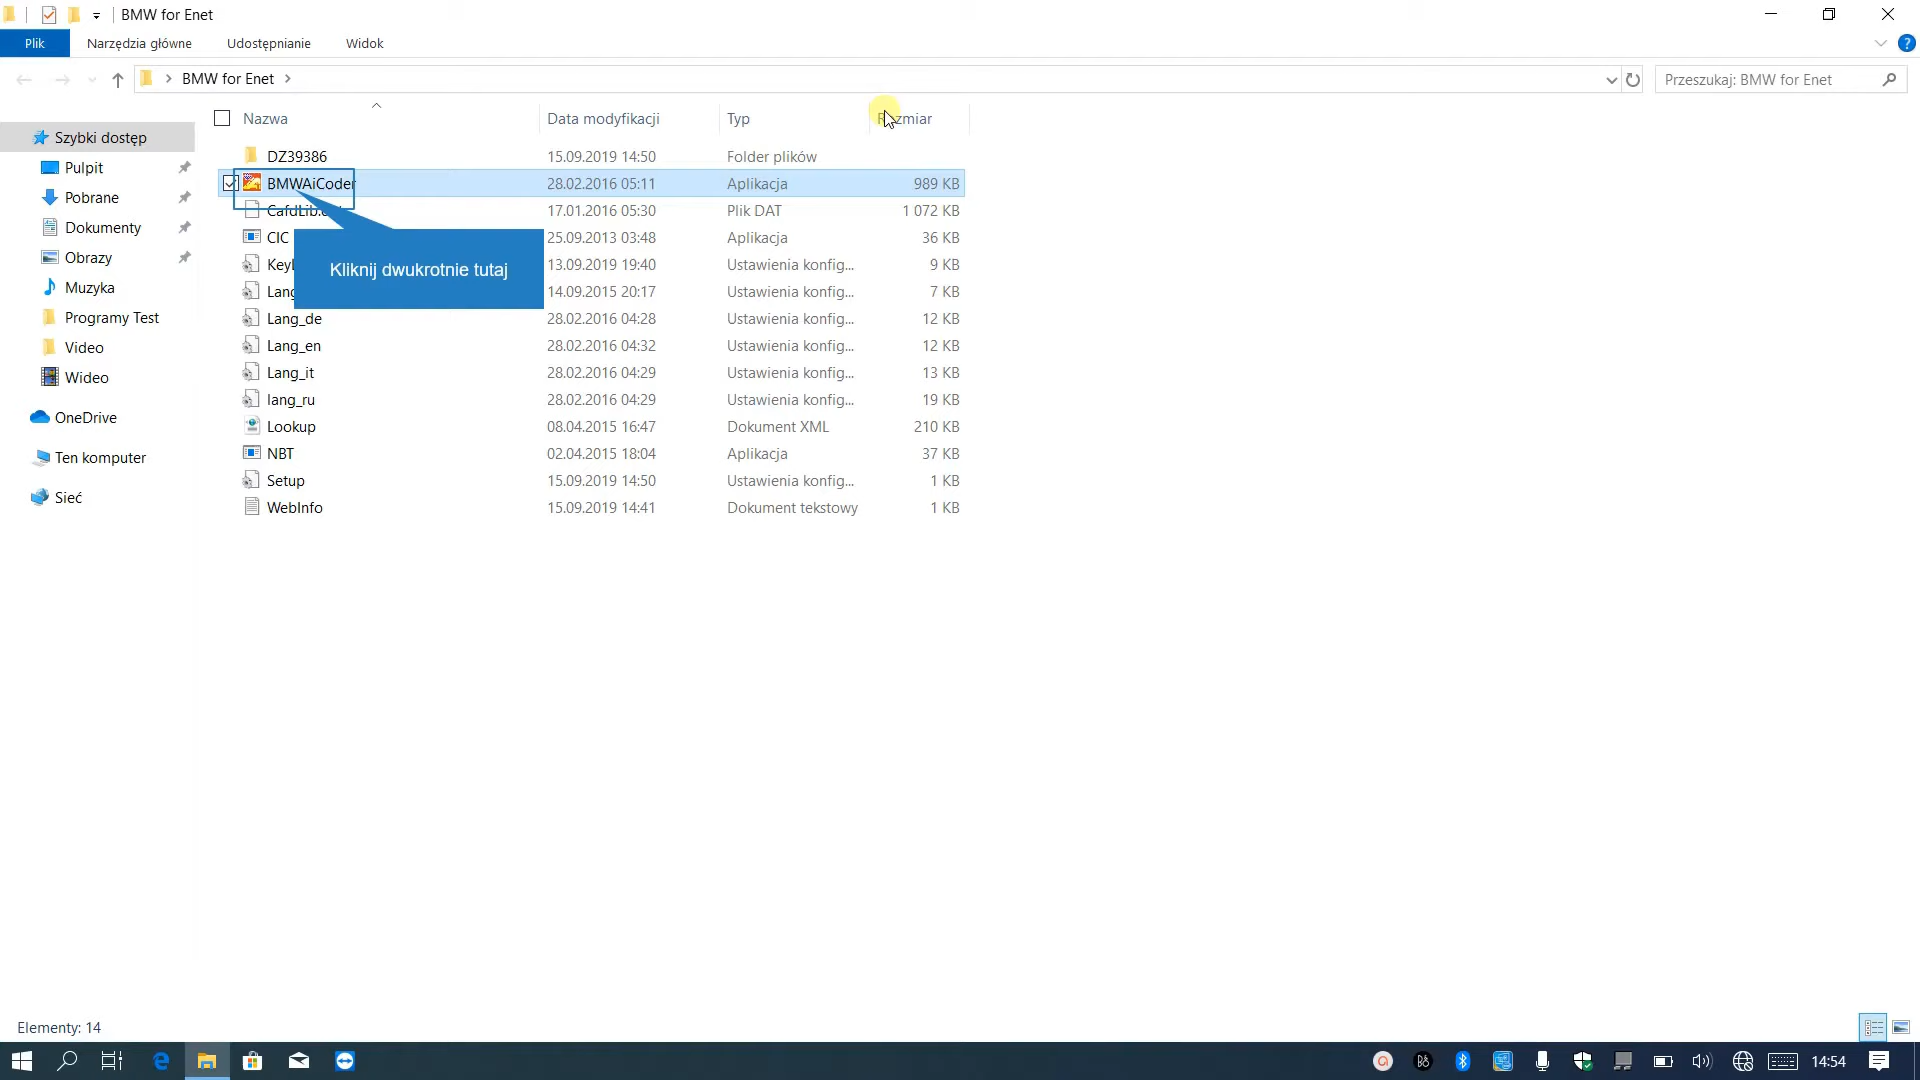 BMW for Enet
Plik Narzędzia główne Udostępnianie Widok
BMW for Enet
Przeszukaj: BMW for Enet
Nazwa Data modyfikacji Typ
Szybki dostęp
Pulpit
Pobrane
Dokumenty
Obrazy
Muzyka
Programy Test
Video
Wideo
OneDrive
Ten komputer
Sieć
DZ39386 15.09.2019 14:50 Folder plików
BMWAiCoder 28.02.2016 05:11 Aplikacja 989 KB
17.01.2016 05:30 Plik DAT 1 072 KB
CIC 25.09.2013 03:48 Aplikacja 36 KB
13.09.2019 19:40 Ustawienia konfig... 9 KB
14.09.2015 20:17 Ustawienia konfig... 7 KB
Kliknij dwukrotnie tutaj
Lang_de 28.02.2016 04:28 Ustawienia konfig... 12 KB
Lang_en 28.02.2016 04:32 Ustawienia konfig... 12 KB
Lang_it 28.02.2016 04:29 Ustawienia konfig... 13 KB
lang_ru 28.02.2016 04:29 Ustawienia konfig... 19 KB
Lookup 08.04.2015 16:47 Dokument XML 210 KB
NBT 02.04.2015 18:04 Aplikacja 37 KB
Setup 15.09.2019 14:50 Ustawienia konfig... 1 KB
WebInfo 15.09.2019 14:41 Dokument tekstowy 1 KB
Elementy: 14
14:54